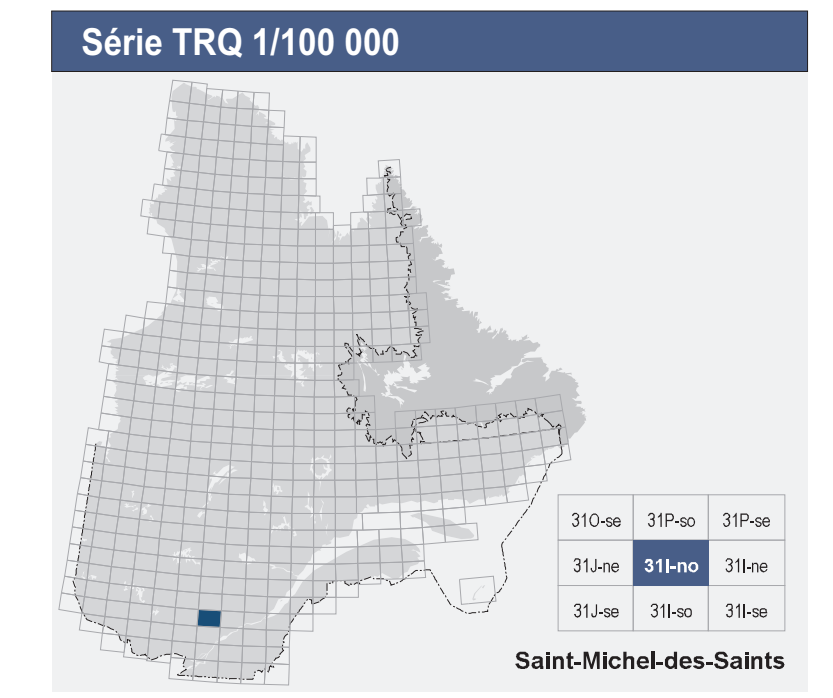 Série TRQ 1/100 000
31O-se 31P-so 31P-se
31J-ne 31I-no 31I-ne
31J-se 31I-so 31I-se
Saint-Michel-des-Saints